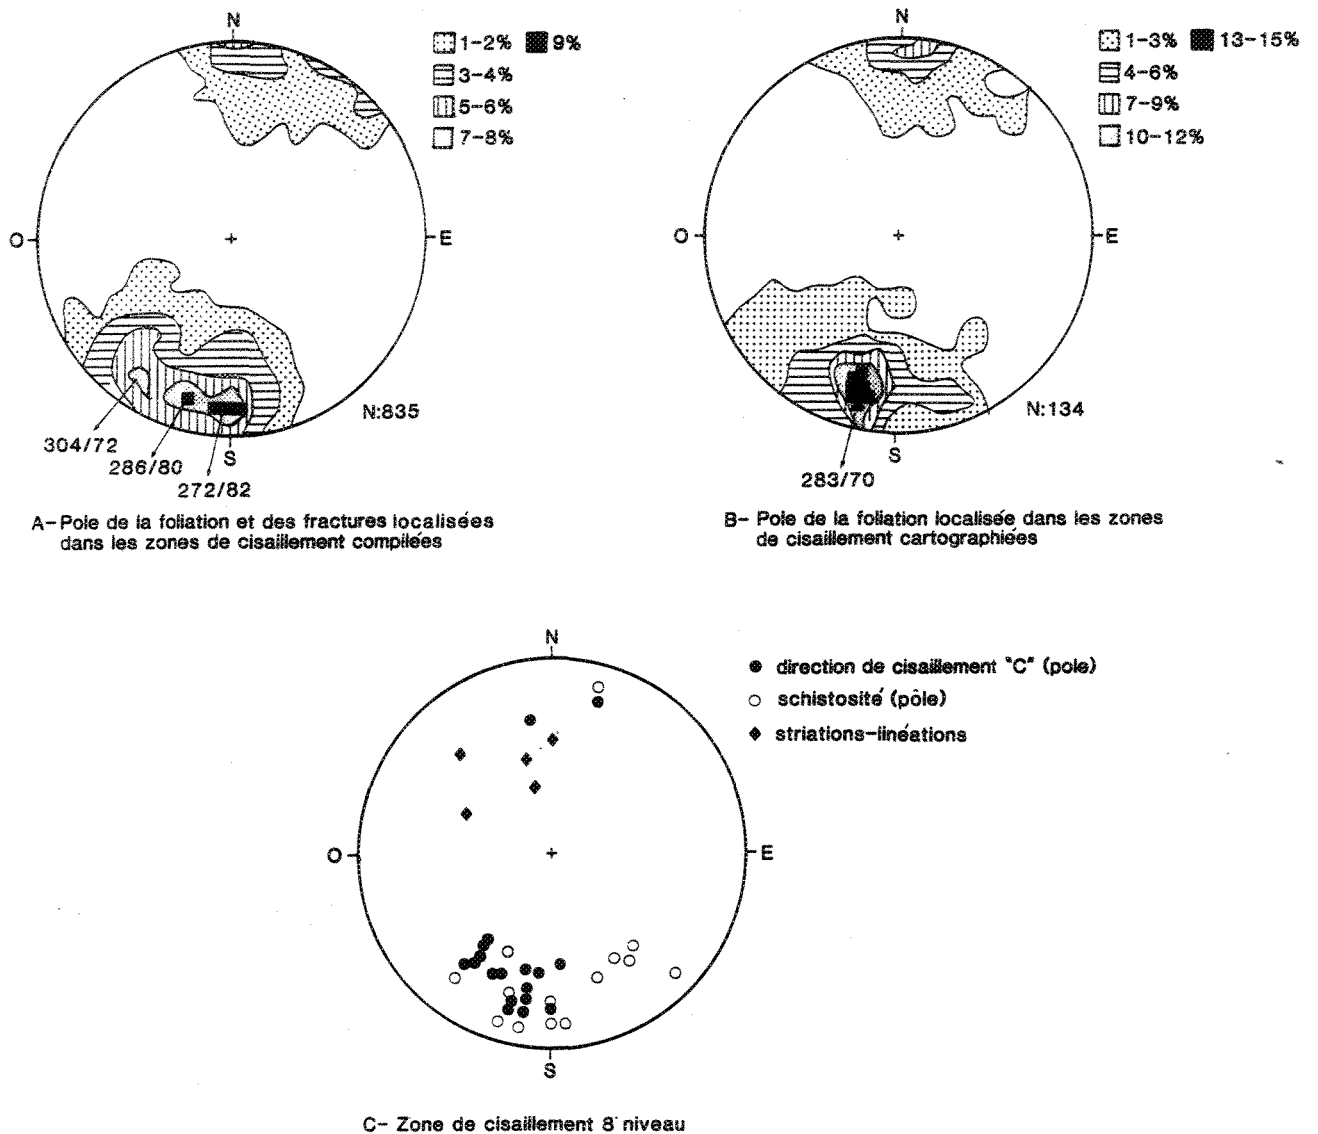 N
1-2% 9%
3-4%
5-6%
7-8%
O
E
N:835
304/72
286/80
S
272/82
A- Pole de la foliation et des fractures localisées
dans les zones de cisaillement compilées
N
1-3% 13-15%
4-6%
7-9%
10-12%
O
E
N:134
S
283/70
B- Pole de la foliation localisée dans les zones
de cisaillement cartographiées
N
direction de cisaillement "C" (pole)
schistosité (pôle)
striations-linéations
O
E
S
C- Zone de cisaillement 8 niveau